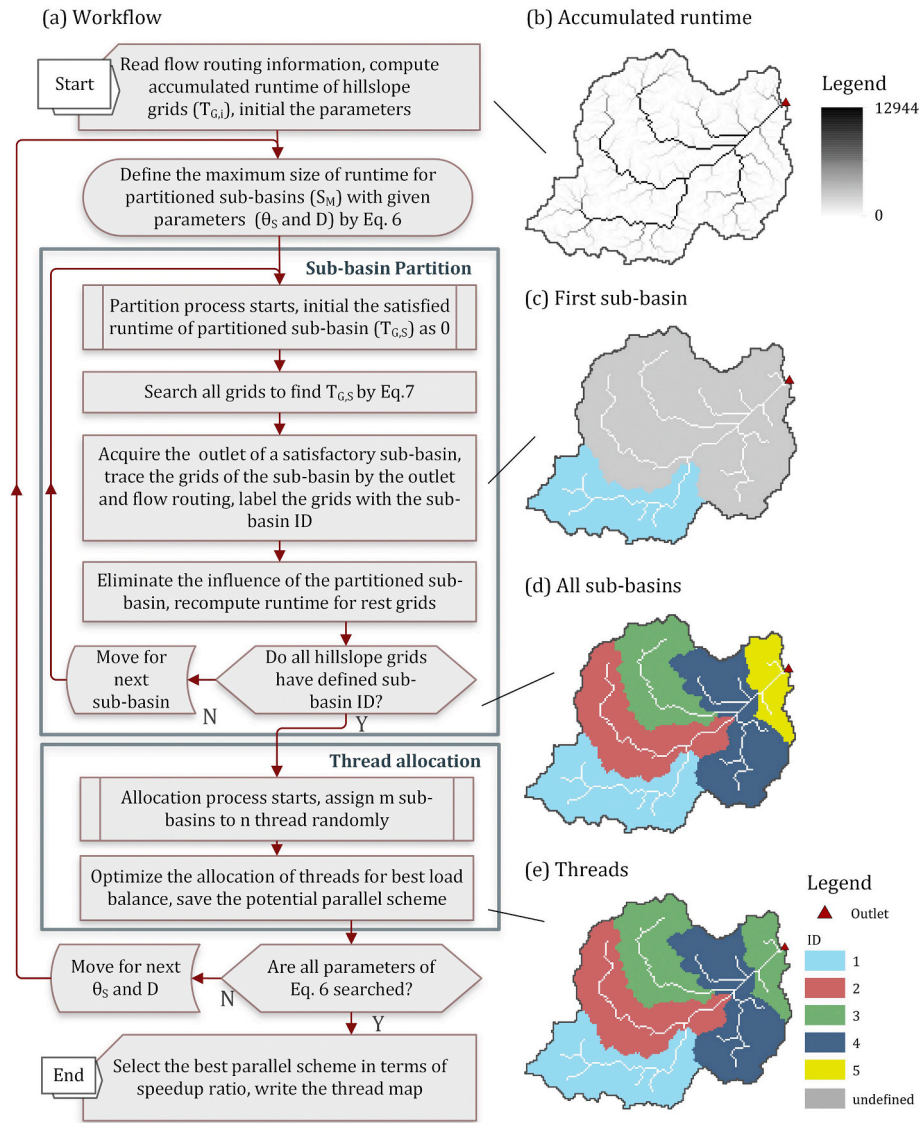 (a) Workflow
Start
Read flow routing information, compute
accumulated runtime of hillslope
grids (T_G,i), initial the parameters
Define the maximum size of runtime for
partitioned sub-basins (S_M) with given
parameters (θ_S and D) by Eq. 6
Sub-basin Partition
Partition process starts, initial the satisfied
runtime of partitioned sub-basin (T_G,S) as 0
Search all grids to find T_G,S by Eq.7
Acquire the outlet of a satisfactory sub-basin,
trace the grids of the sub-basin by the outlet
and flow routing, label the grids with the sub-
basin ID
Eliminate the influence of the partitioned sub-
basin, recompute runtime for rest grids
Move for
next
sub-basin
N
Do all hillslope grids
have defined sub-
basin ID?
Y
Thread allocation
Allocation process starts, assign m sub-
basins to n thread randomly
Optimize the allocation of threads for best load
balance, save the potential parallel scheme
Move for next
θ_S and D
N
Are all parameters of
Eq. 6 searched?
Y
End
Select the best parallel scheme in terms of
speedup ratio, write the thread map
(b) Accumulated runtime
Legend
12944
0
(c) First sub-basin
(d) All sub-basins
(e) Threads
Legend
Outlet
ID
1
2
3
4
5
undefined